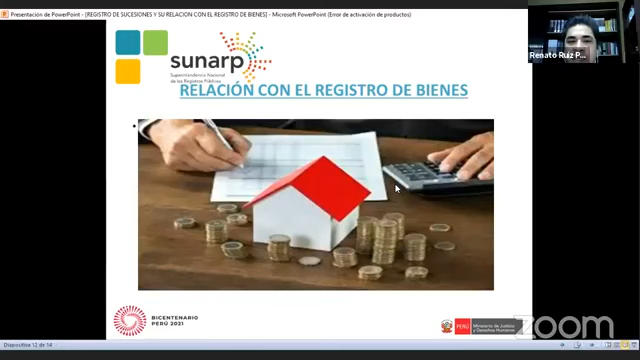 Presentación de PowerPoint - [REGISTRO DE SUCESIONES Y SU RELACION CON EL REGISTRO DE BIENES] - Microsoft PowerPoint (Error de activación de productos)
Renato Ruiz P...
sunarp
Superintendencia Nacional
de los Registros Públicos
RELACIÓN CON EL REGISTRO DE BIENES
BICENTENARIO
PERÚ 2021
PERÚ
Ministerio de Justicia
y Derechos Humanos
zoom
Diapositiva 12 de 14